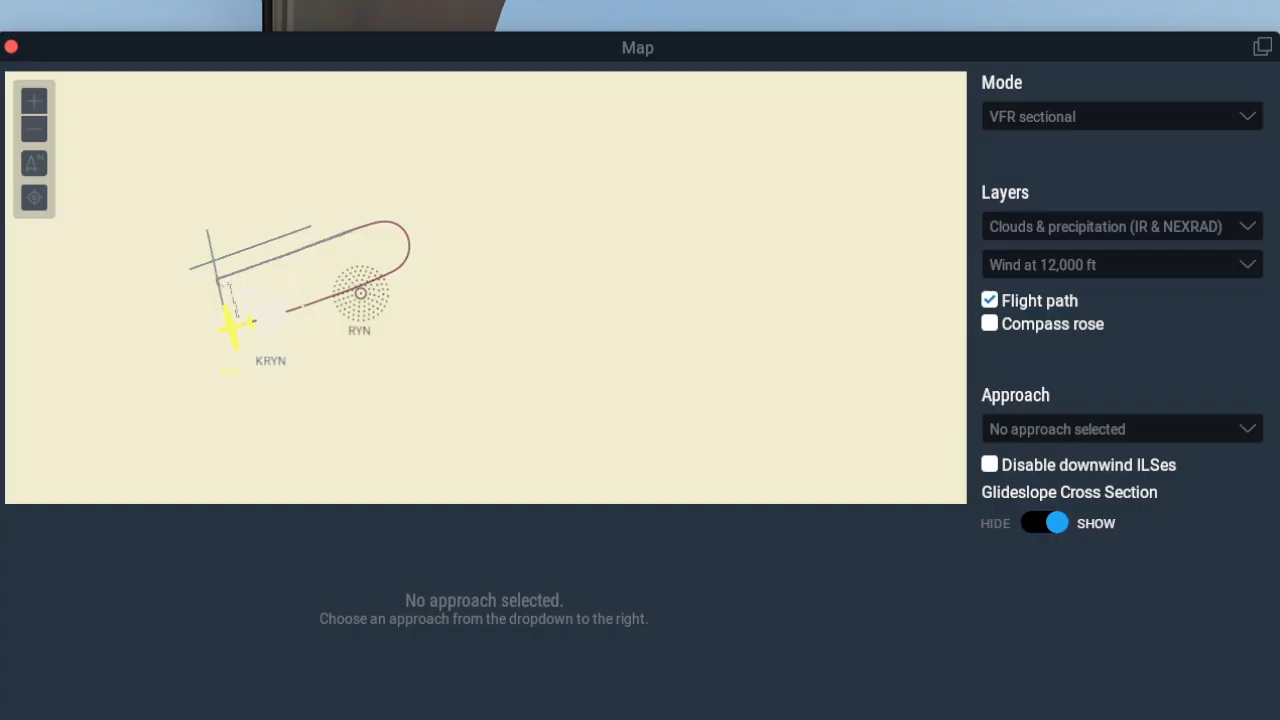 Map
Mode
VFR sectional
Layers
Clouds & precipitation (IR & NEXRAD)
Wind at 12,000 ft
Flight path
Compass rose
Approach
No approach selected
Disable downwind ILSes
Glideslope Cross Section
HIDE SHOW
RYN
KRYN
No approach selected.
Choose an approach from the dropdown to the right.